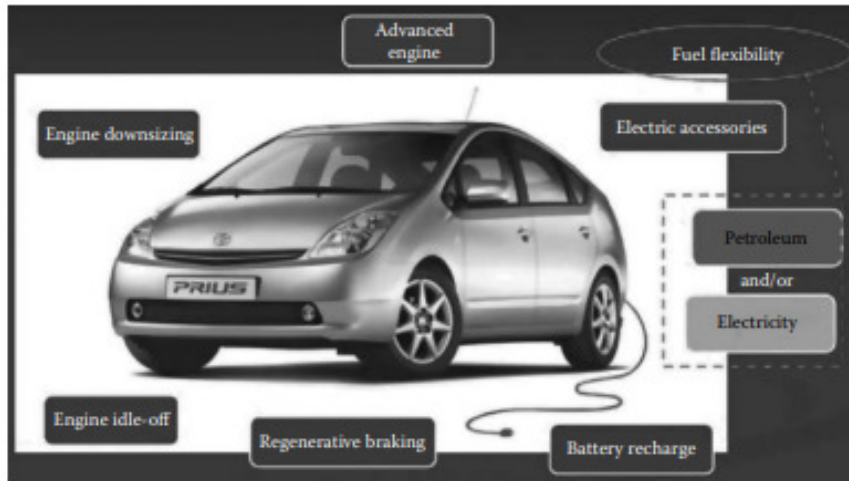 Advanced
engine
Fuel flexibility
Engine downsizing
Electric accessories
Petroleum
and/or
Electricity
PRIUS
Engine idle-off
Regenerative braking
Battery recharge